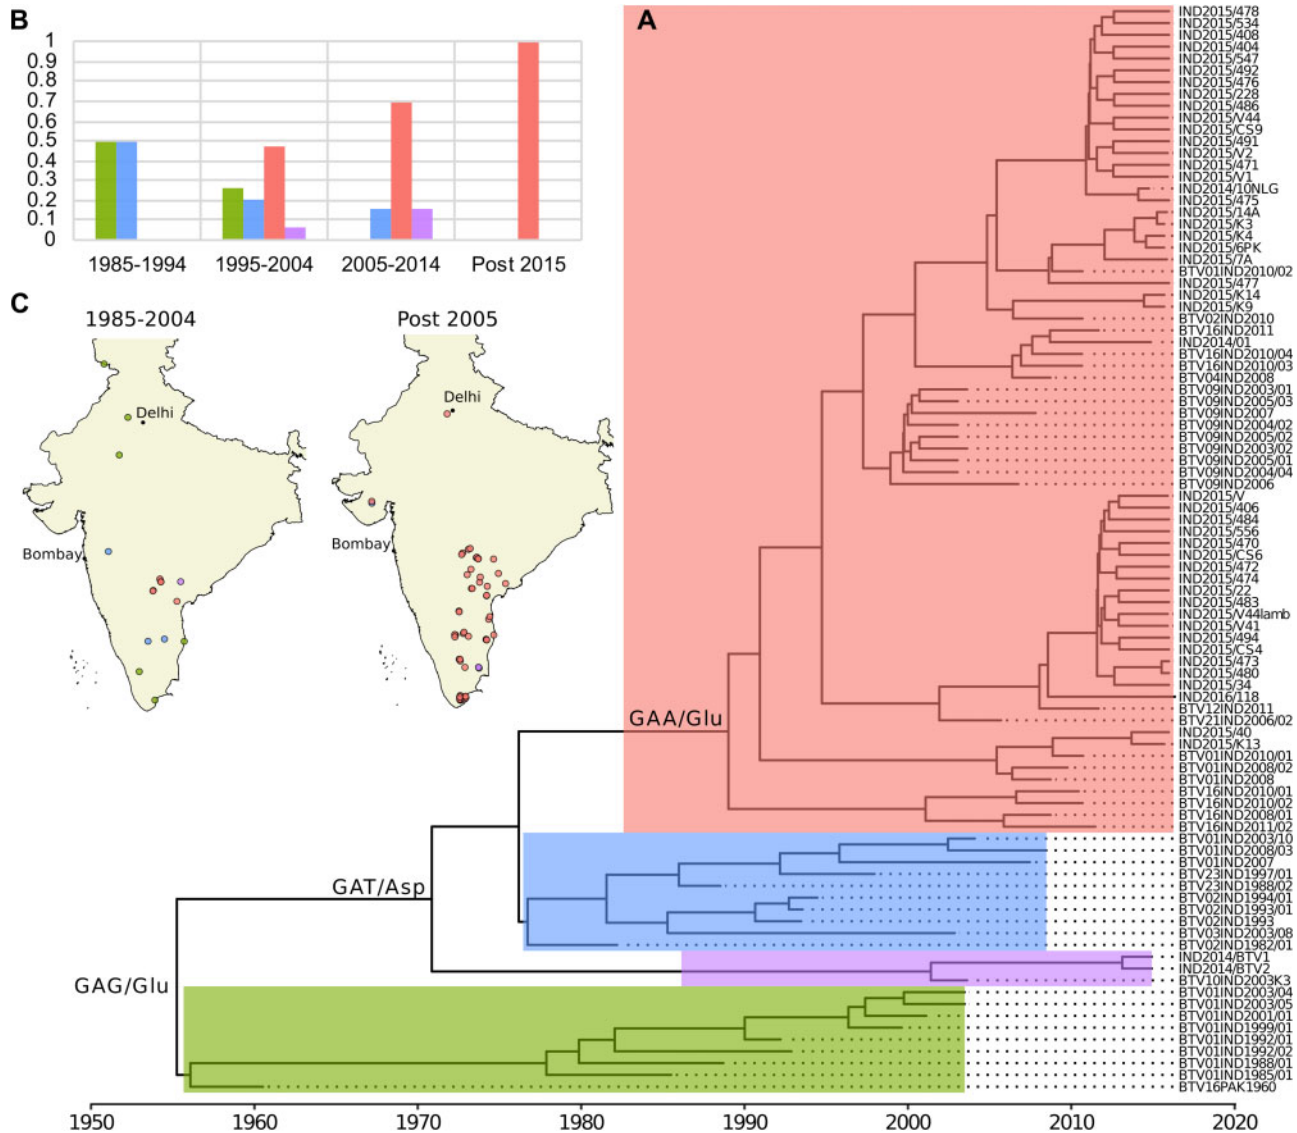 B
1
0.9
0.8
0.7
0.6
0.5
0.4
0.3
0.2
0.1
0
1985-1994
1995-2004
2005-2014
Post 2015
C
1985-2004
Delhi
Bombay
Post 2005
Delhi
Bombay
A
GAA/Glu
GAT/Asp
GAG/Glu
IND2015/478
IND2015/534
IND2015/408
IND2015/404
IND2015/547
IND2015/492
IND2015/476
IND2015/228
IND2015/486
IND2015/V44
IND2015/CS9
IND2015/491
IND2015/V2
IND2015/471
IND2015/V1
IND2014/10NLG
IND2015/475
IND2015/14A
IND2015/K3
IND2015/K4
IND2015/6PK
IND2015/7A
BTV01IND2010/02
IND2015/477
IND2015/K14
IND2015/K9
BTV02IND2010
BTV16IND2011
IND2014/01
BTV16IND2010/04
BTV16IND2010/03
BTV04IND2008
BTV09IND2003/01
BTV09IND2005/03
BTV09IND2007
BTV09IND2004/02
BTV09IND2005/02
BTV09IND2003/02
BTV09IND2005/01
BTV09IND2004/04
BTV09IND2006
IND2015/V
IND2015/406
IND2015/484
IND2015/556
IND2015/470
IND2015/CS6
IND2015/472
IND2015/474
IND2015/22
IND2015/483
IND2015/V44lamb
IND2015/V41
IND2015/494
IND2015/CS4
IND2015/473
IND2015/480
IND2015/34
IND2016/118
BTV12IND2011
BTV21IND2006/02
IND2015/40
IND2015/K13
BTV01IND2010/01
BTV01IND2008/02
BTV01IND2008
BTV16IND2010/01
BTV16IND2010/02
BTV16IND2008/01
BTV16IND2011/02
BTV01IND2003/10
BTV01IND2008/03
BTV01IND2007
BTV23IND1997/01
BTV23IND1988/02
BTV02IND1994/01
BTV02IND1993/01
BTV02IND1993
BTV03IND2003/08
BTV02IND1982/01
IND2014/BTV1
IND2014/BTV2
BTV10IND2003K3
BTV01IND2003/04
BTV01IND2003/05
BTV01IND2001/01
BTV01IND1999/01
BTV01IND1992/01
BTV01IND1992/02
BTV01IND1988/01
BTV01IND1985/01
BTV16PAK1960
1950 1960 1970 1980 1990 2000 2010 2020